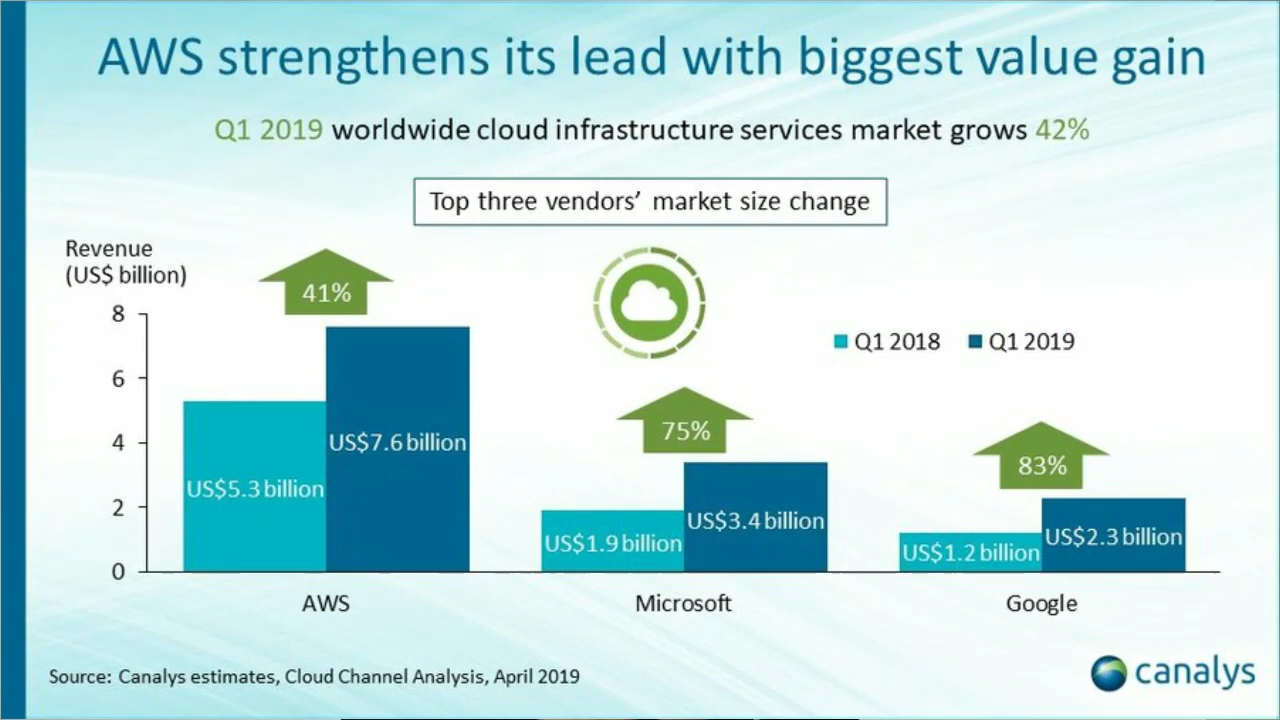 AWS strengthens its lead with biggest value gain
Q1 2019 worldwide cloud infrastructure services market grows 42%
Top three vendors’ market size change
Revenue
(US$ billion)
41%
8
Q1 2018
Q1 2019
6
75%
4
US$7.6 billion
83%
US$5.3 billion
2
US$3.4 billion
US$1.9 billion
US$2.3 billion
US$1.2 billion
0
AWS
Microsoft
Google
Source: Canalys estimates, Cloud Channel Analysis, April 2019
canalys